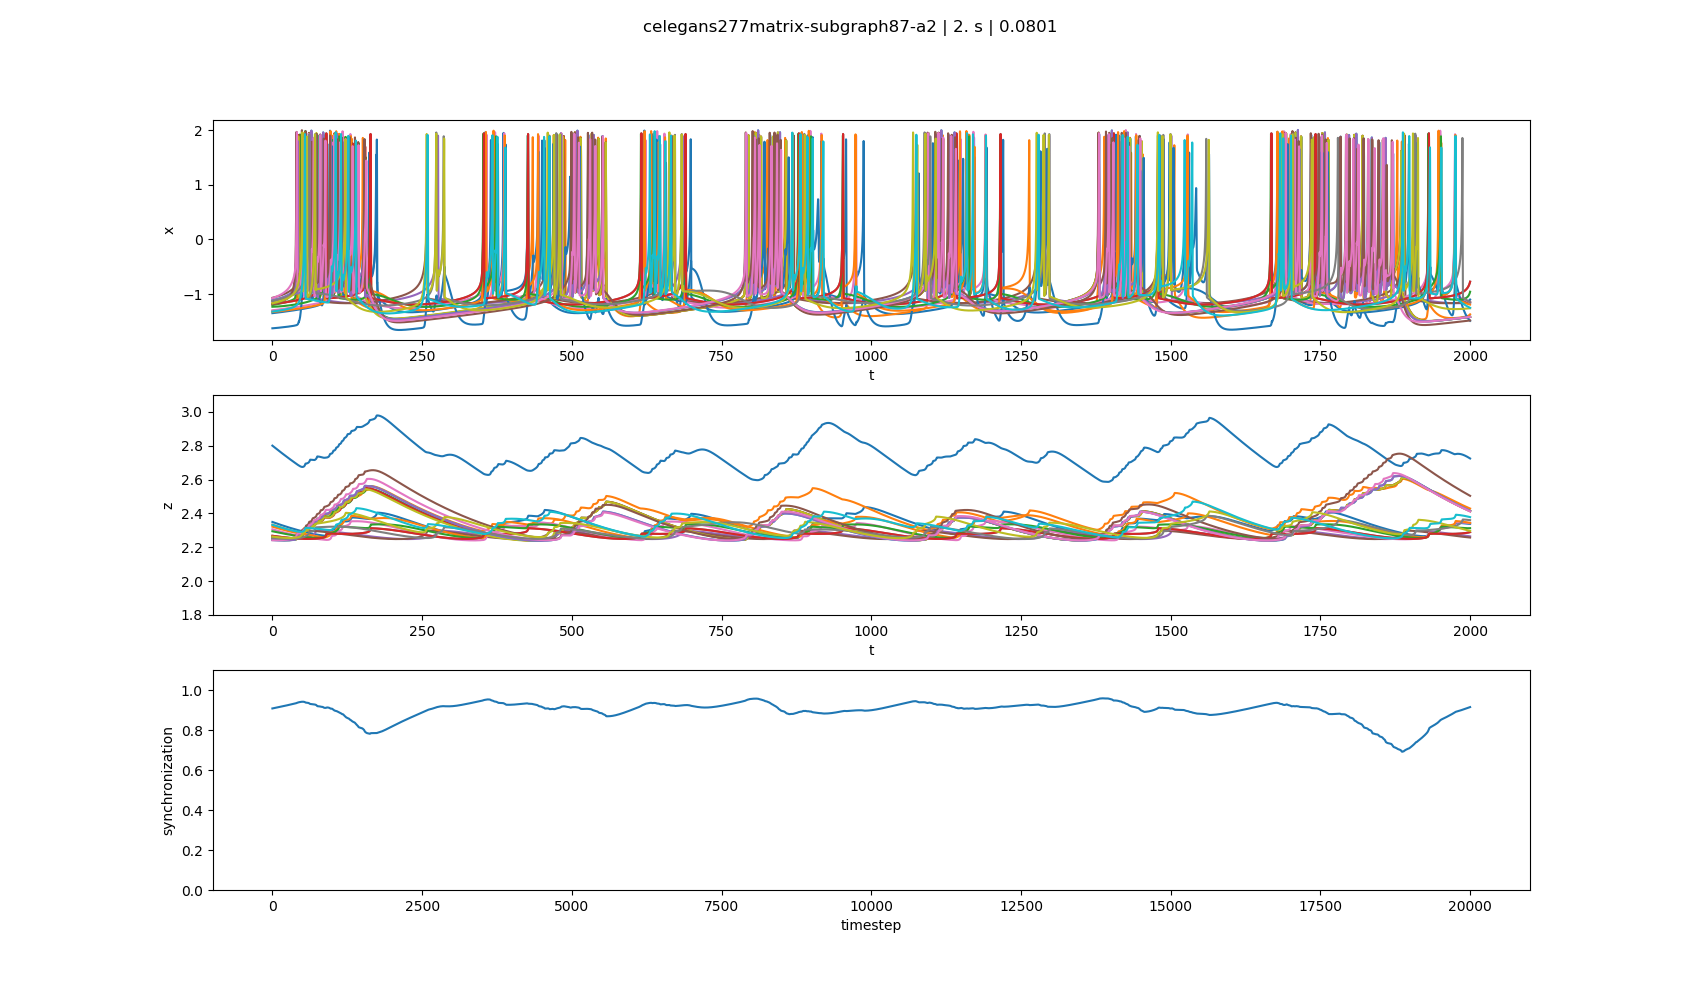 celegans277matrix-subgraph87-a2 | 2. s | 0.0801
2
1
0
−1
x
0 250 500 750 1000 1250 1500 1750 2000
t
3.0
2.8
2.6
2.4
2.2
2.0
1.8
z
0 250 500 750 1000 1250 1500 1750 2000
t
1.0
0.8
0.6
0.4
0.2
0.0
synchronization
0 2500 5000 7500 10000 12500 15000 17500 20000
timestep